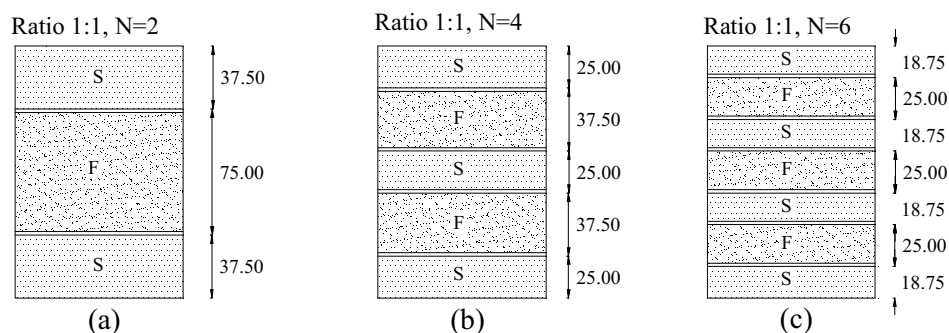 Ratio 1:1, N=2
S
37.50
F
75.00
S
37.50
(a)
Ratio 1:1, N=4
S
25.00
F
37.50
S
25.00
F
37.50
S
25.00
(b)
Ratio 1:1, N=6
S
18.75
F
25.00
S
18.75
F
25.00
S
18.75
F
25.00
S
18.75
(c)